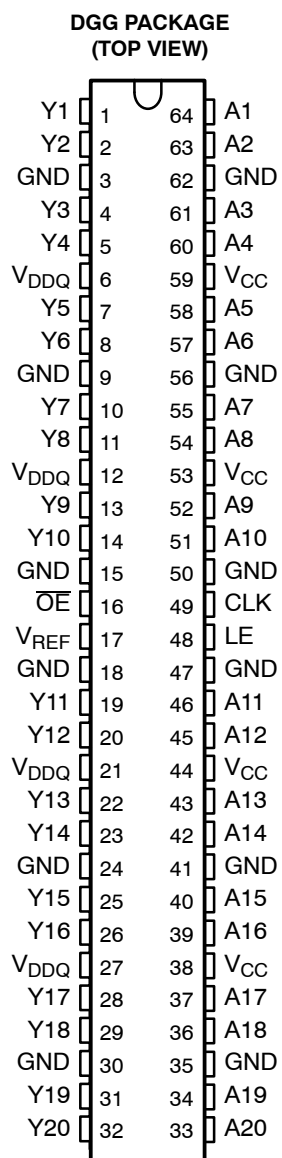 DGG PACKAGE
(TOP VIEW)
Y1 1 64 A1
Y2 2 63 A2
GND 3 62 GND
Y3 4 61 A3
Y4 5 60 A4
VDDQ 6 59 VCC
Y5 7 58 A5
Y6 8 57 A6
GND 9 56 GND
Y7 10 55 A7
Y8 11 54 A8
VDDQ 12 53 VCC
Y9 13 52 A9
Y10 14 51 A10
GND 15 50 GND
O̅E̅ 16 49 CLK
VREF 17 48 LE
GND 18 47 GND
Y11 19 46 A11
Y12 20 45 A12
VDDQ 21 44 VCC
Y13 22 43 A13
Y14 23 42 A14
GND 24 41 GND
Y15 25 40 A15
Y16 26 39 A16
VDDQ 27 38 VCC
Y17 28 37 A17
Y18 29 36 A18
GND 30 35 GND
Y19 31 34 A19
Y20 32 33 A20